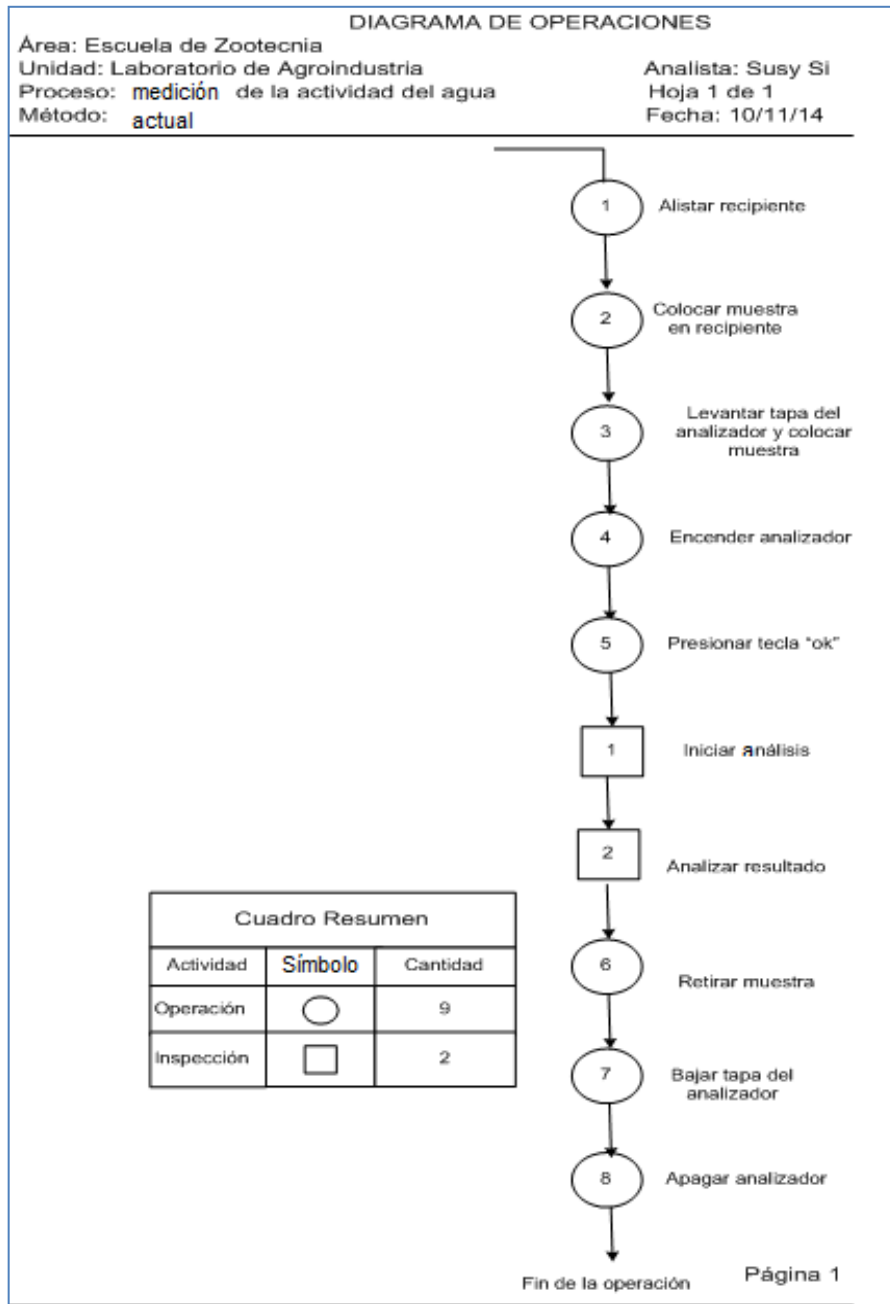 DIAGRAMA DE OPERACIONES
Área: Escuela de Zootecnia
Unidad: Laboratorio de Agroindustria
Analista: Susy Si
Proceso: medición de la actividad del agua
Hoja 1 de 1
Método: actual
Fecha: 10/11/14
1
Alistar recipiente
2
Colocar muestra
en recipiente
3
Levantar tapa del
analizador y colocar
muestra
4
Encender analizador
5
Presionar tecla “ok”
1
Iniciar análisis
2
Analizar resultado
6
Retirar muestra
7
Bajar tapa del
analizador
8
Apagar analizador
Fin de la operación
Cuadro Resumen
Actividad Símbolo Cantidad
Operación 9
Inspección 2
Página 1